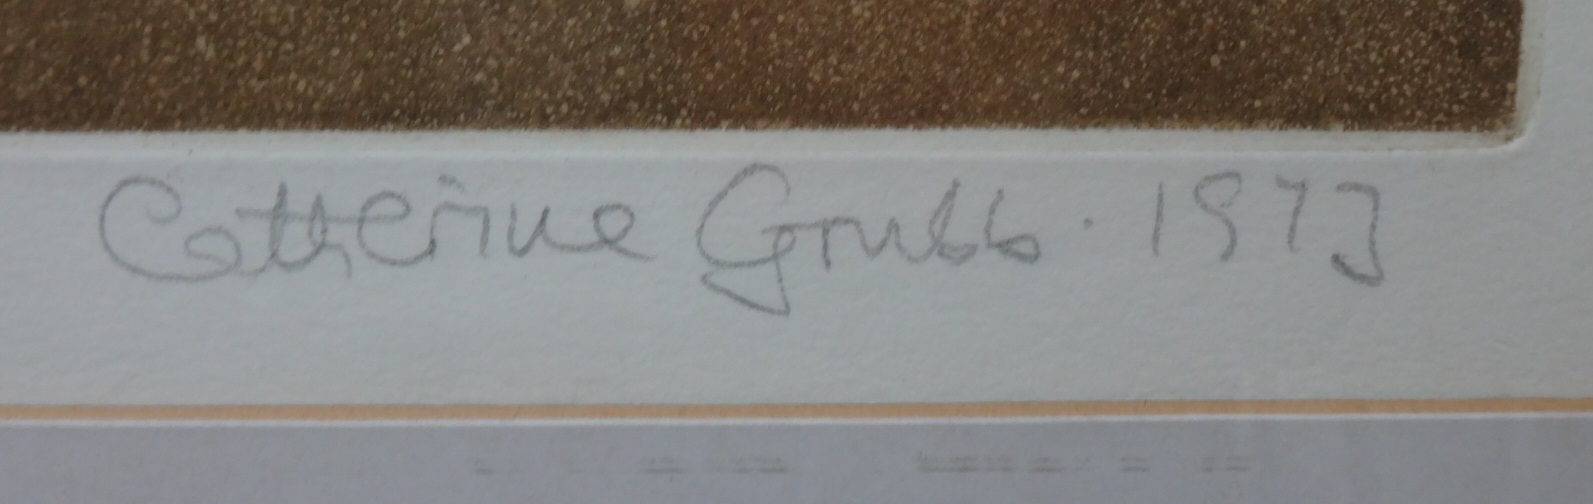 Catherine Grubb · 1973